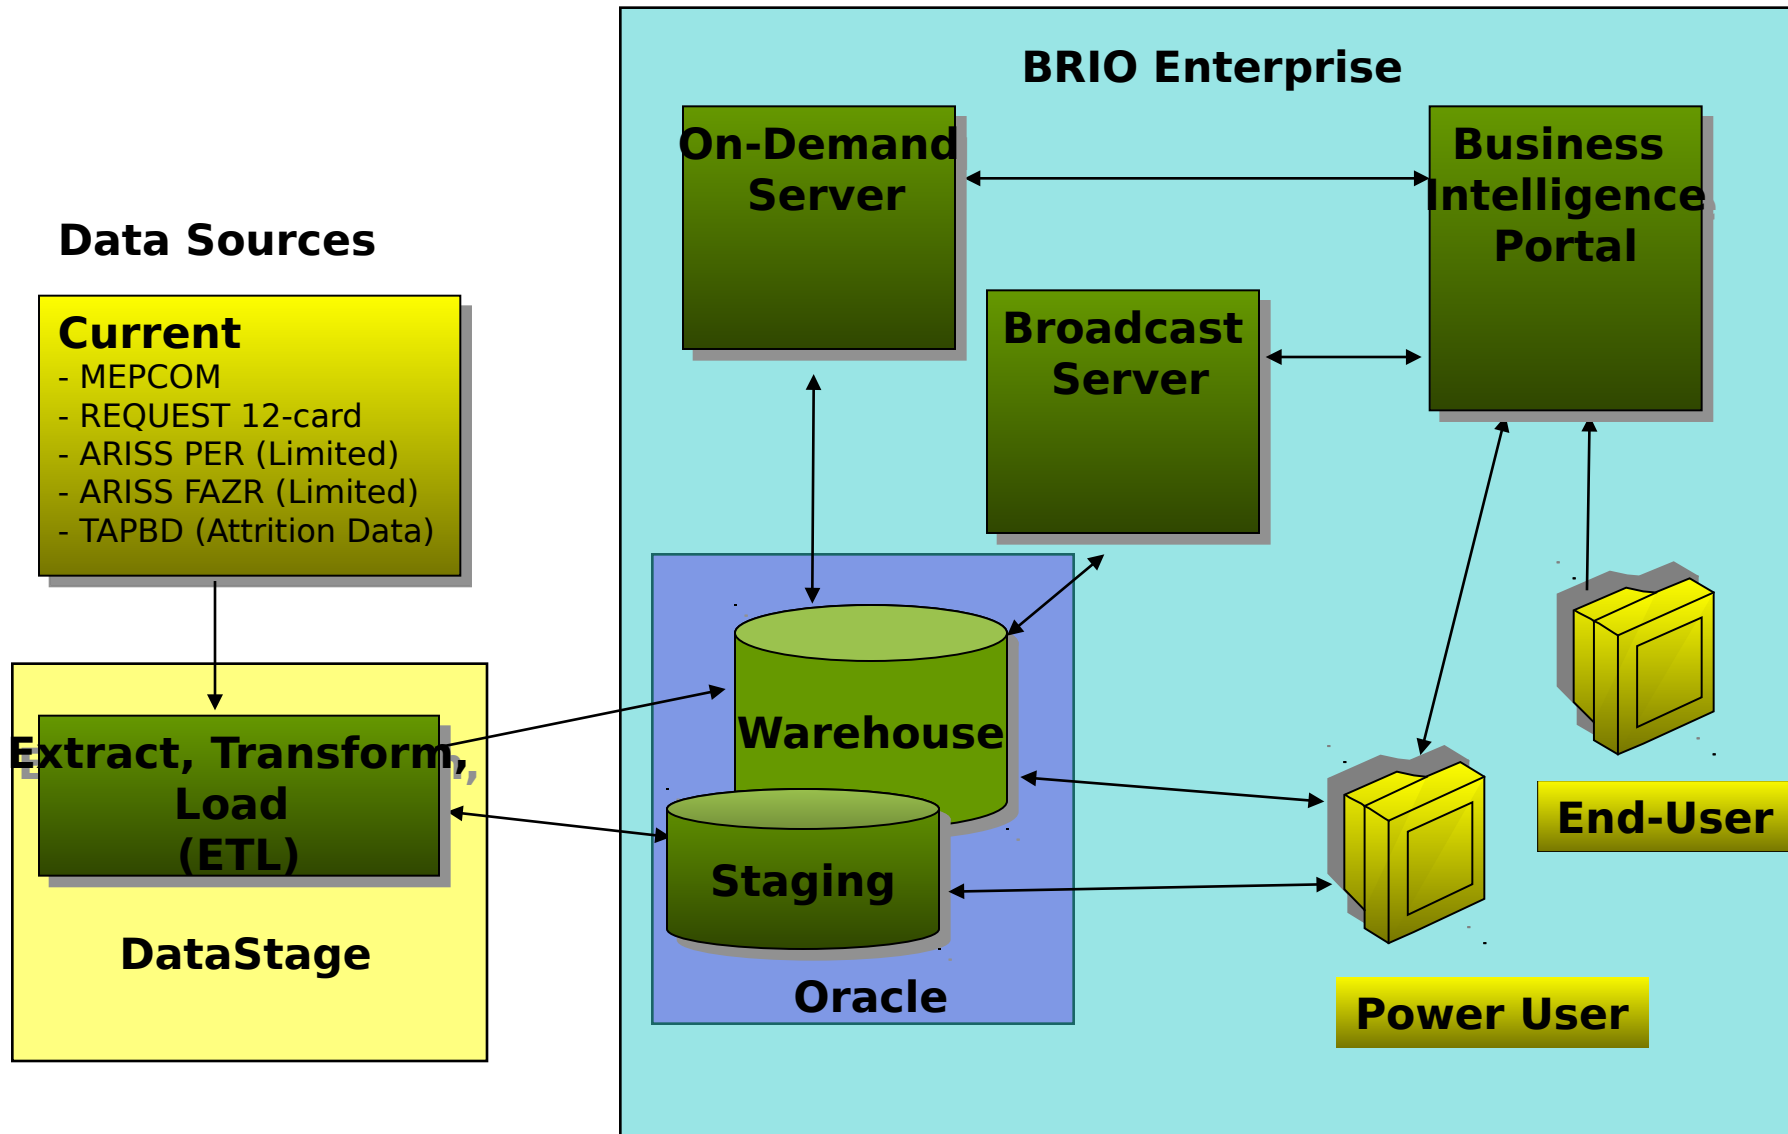 BRIO Enterprise
On-Demand
Server
Business
Intelligence
Portal
Broadcast
Server
Data Sources
Current
- MEPCOM
- REQUEST 12-card
- ARISS PER (Limited)
- ARISS FAZR (Limited)
- TAPBD (Attrition Data)
Extract, Transform,
Load
(ETL)
DataStage
Warehouse
Staging
Oracle
End-User
Power User